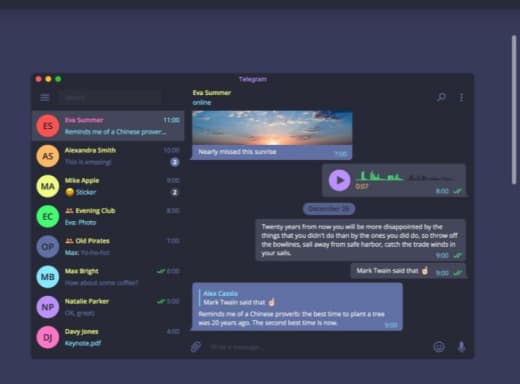 Telegram
Search
ES
Eva Summer
11:00
Reminds me of a Chinese prover...
AS
Alexandra Smith
10:00
This is amazing!
2
MA
Mike Apple
9:00
😄 Sticker
2
EC
Evening Club
8:00
Eva: Photo
OP
Old Pirates
7:00
Max: Yo-ho-ho!
MB
Max Bright
6:00
How about some coffee?
NP
Natalie Parker
5:00
OK, great)
DJ
Davy Jones
4:00
Keynote.pdf
Eva Summer
online
Nearly missed this sunrise
7:00
0:07
8:00
December 26
Twenty years from now you will be more disappointed by the
things that you didn't do than by the ones you did do, so throw off
the bowlines, sail away from safe harbor, catch the trade winds in
your sails.
9:00
Mark Twain said that ☝
9:00
Alex Cassio
Mark Twain said that ☝
Reminds me of a Chinese proverb: the best time to plant a tree
was 20 years ago. The second best time is now.
9:00
Write a message...